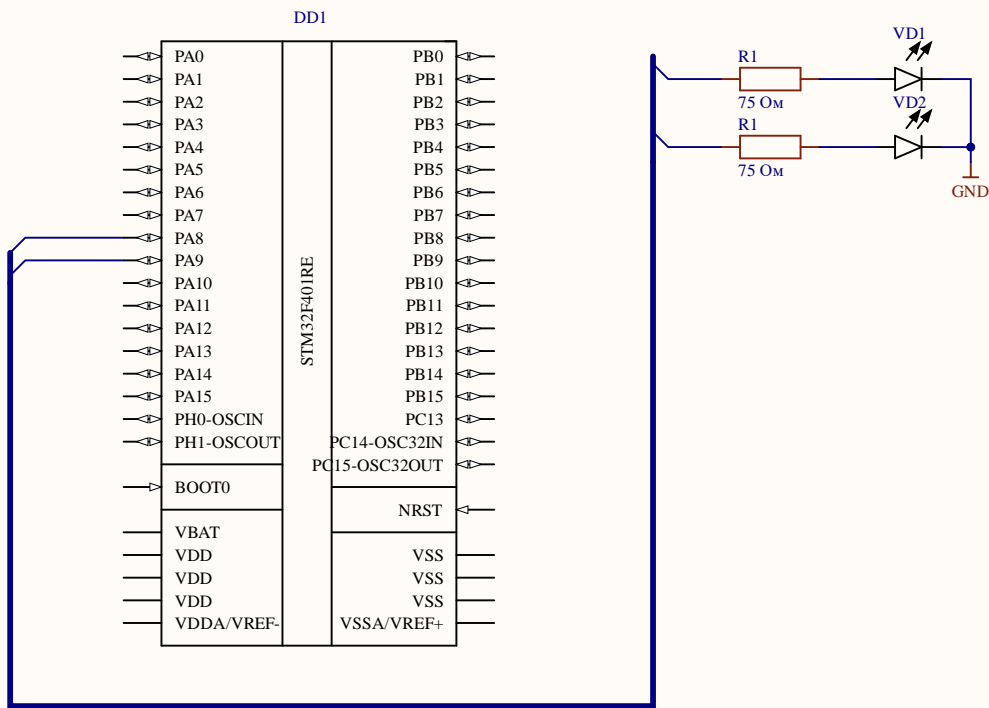 DD1
PA0
PA1
PA2
PA3
PA4
PA5
PA6
PA7
PA8
PA9
PA10
PA11
PA12
PA13
PA14
PA15
PH0-OSCIN
PH1-OSCOUT
BOOT0
VBAT
VDD
VDD
VDD
VDDA/VREF-
STM32F401RE
PB0
PB1
PB2
PB3
PB4
PB5
PB6
PB7
PB8
PB9
PB10
PB11
PB12
PB13
PB14
PB15
PC13
PC14-OSC32IN
PC15-OSC32OUT
NRST
VSS
VSS
VSS
VSSA/VREF+
R1
75 Ом
VD1
R1
75 Ом
VD2
GND